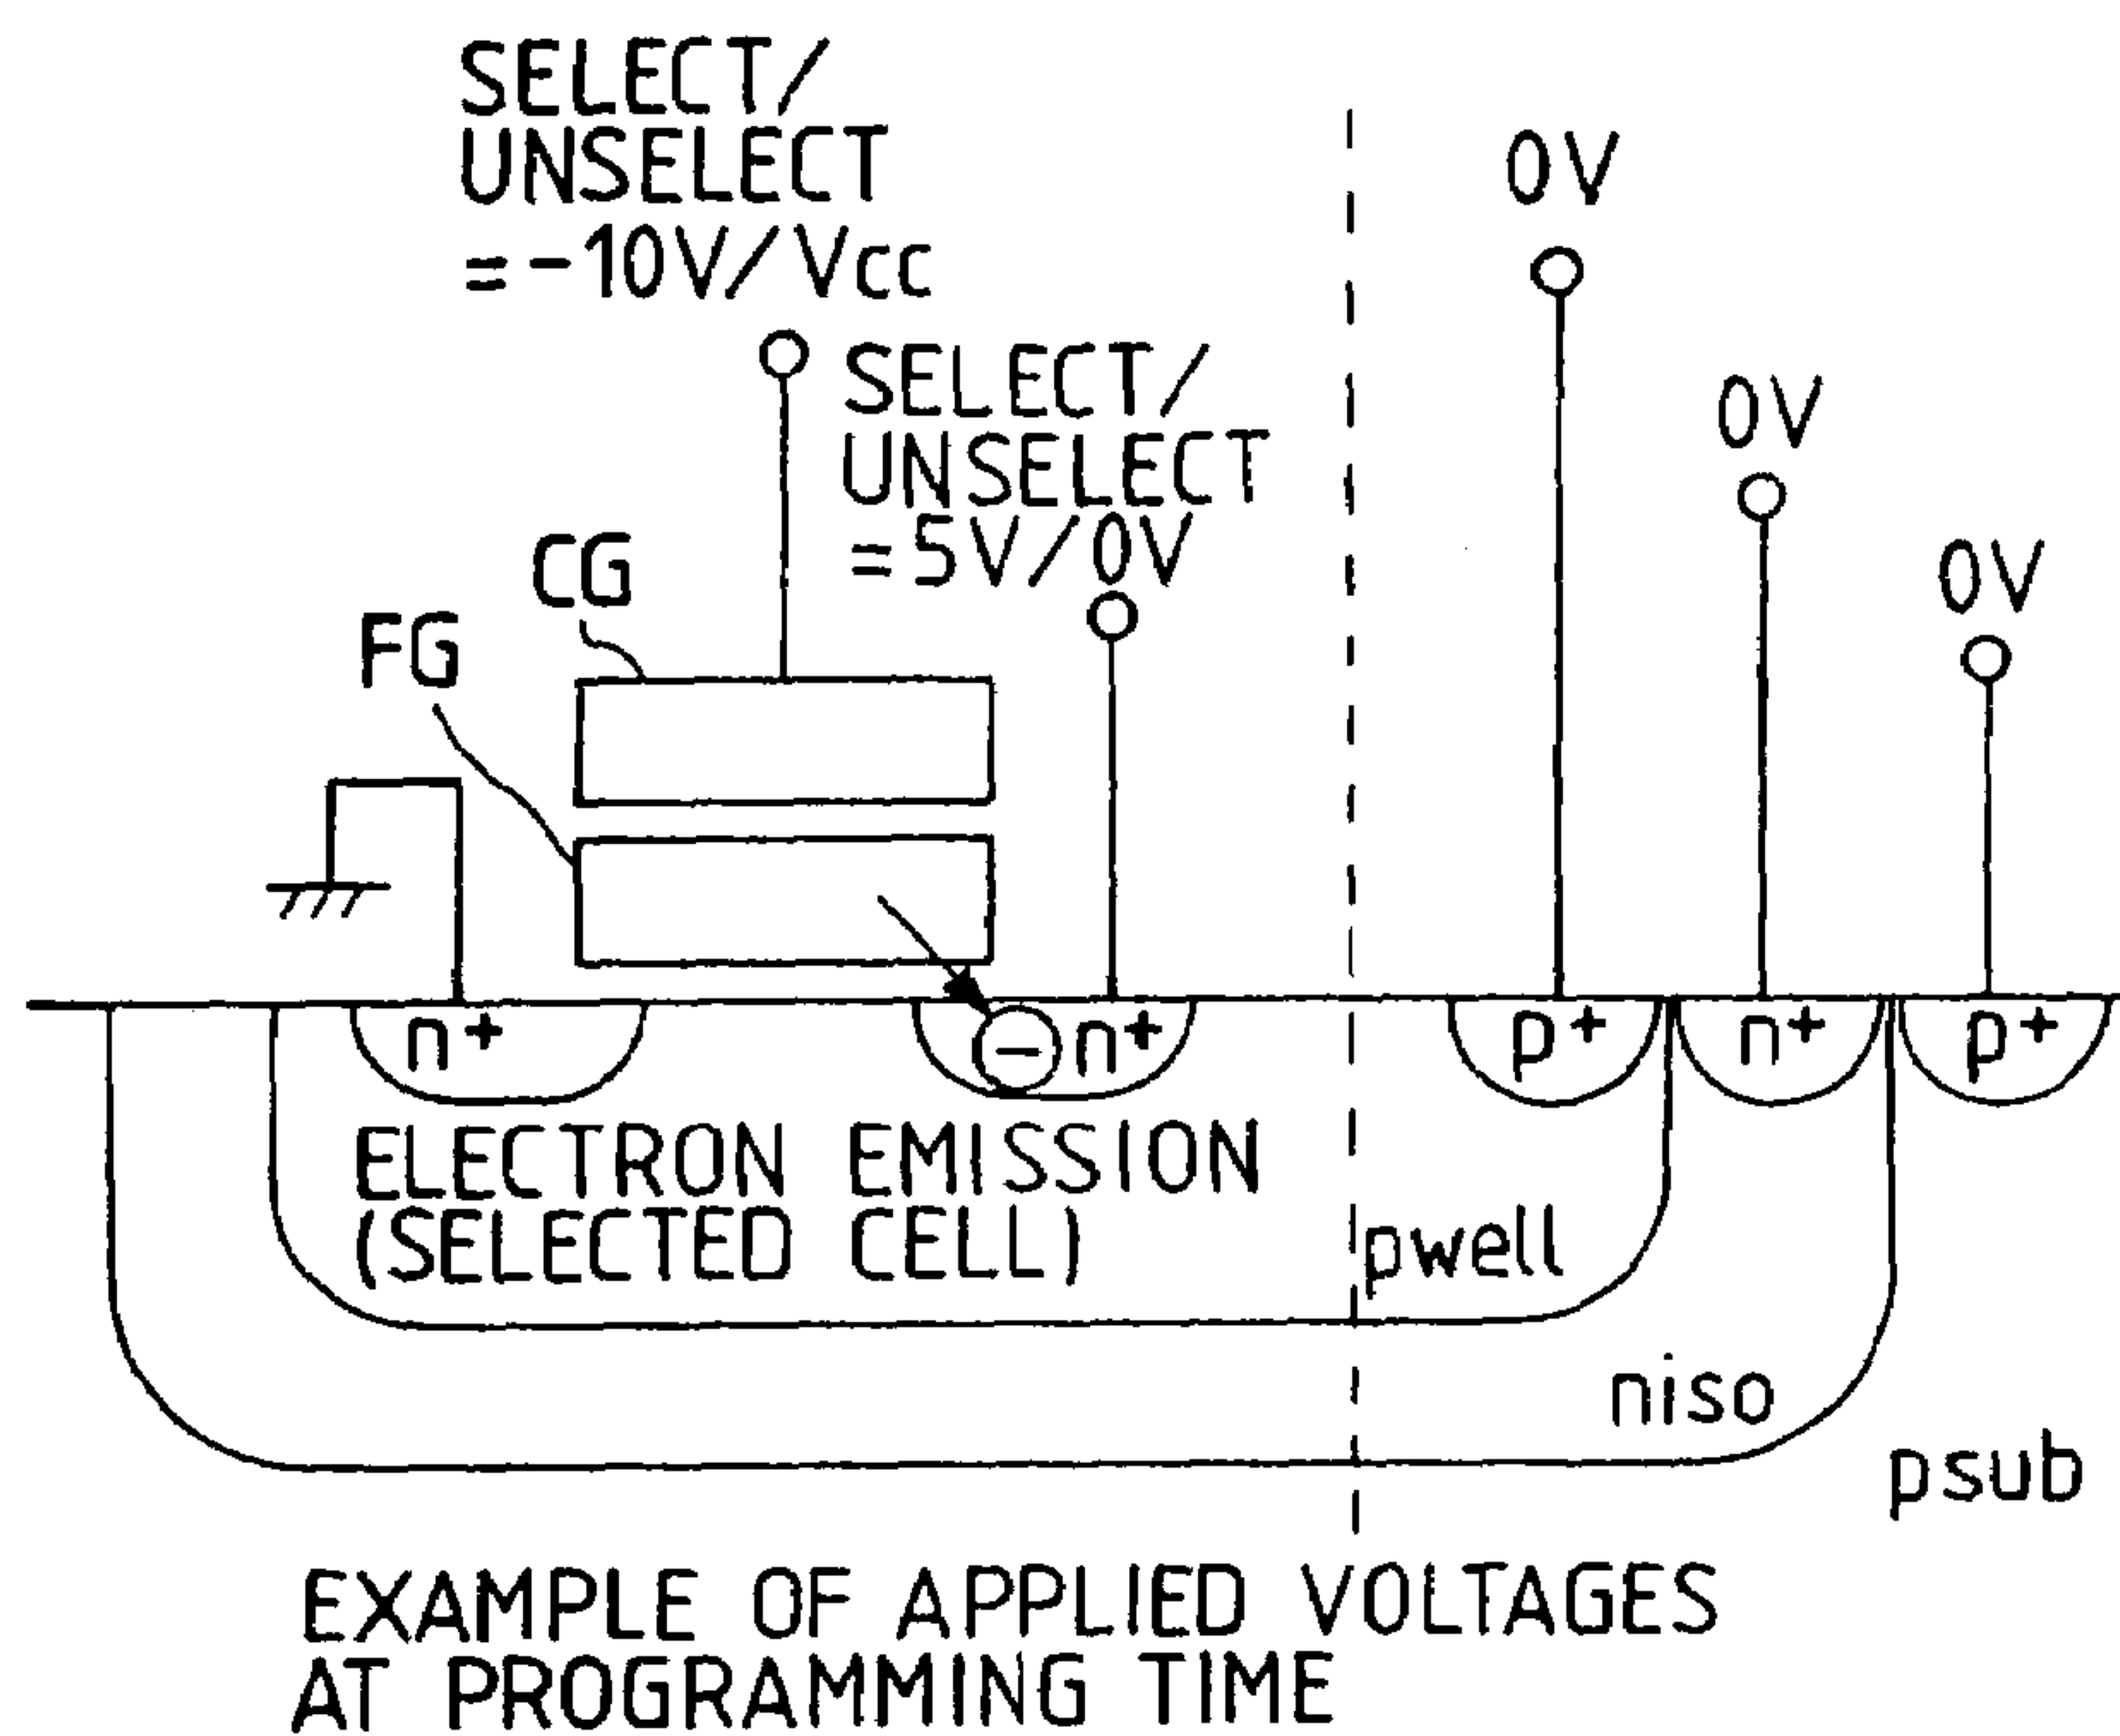 SELECT/
UNSELECT
=-10V/Vcc
SELECT/
UNSELECT
=5V/0V
0V
0V
0V
CG
FG
n+
− n+
p+
n+
p+
ELECTRON EMISSION
(SELECTED CELL)
pwell
niso
psub
EXAMPLE OF APPLIED VOLTAGES
AT PROGRAMMING TIME